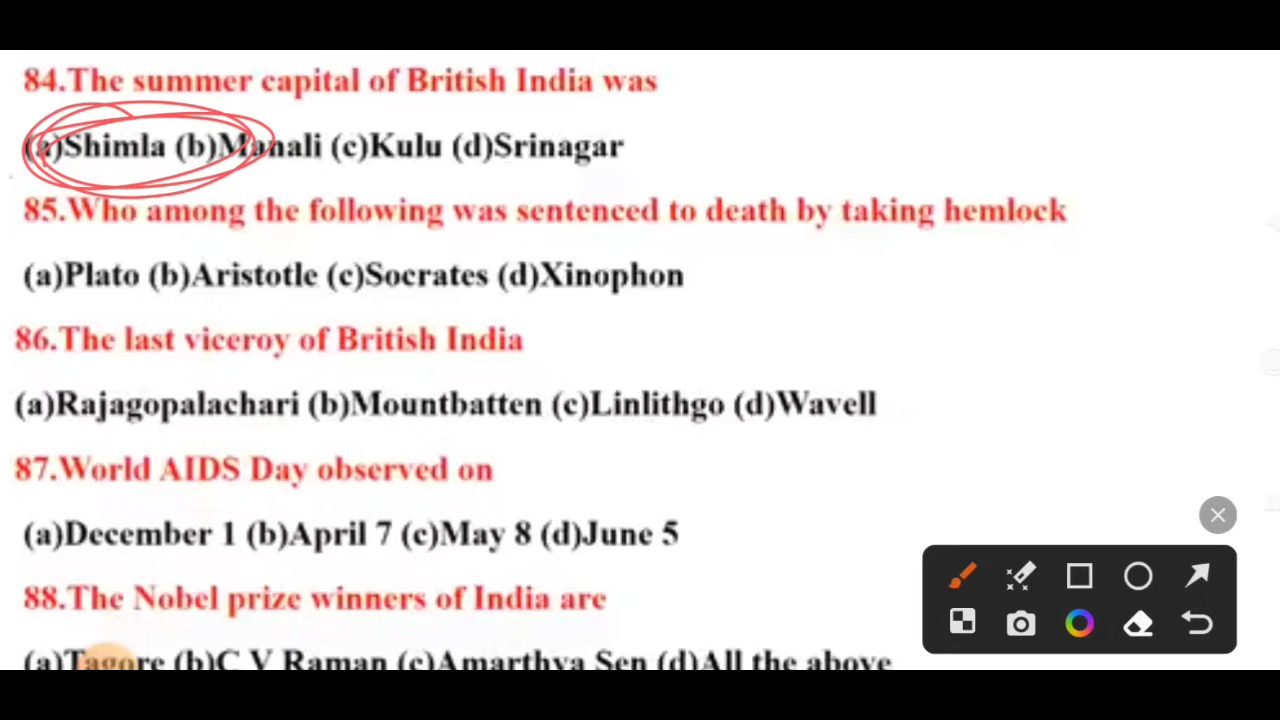 84.The summer capital of British India was
(a)Shimla (b)Manali (c)Kulu (d)Srinagar
85.Who among the following was sentenced to death by taking hemlock
(a)Plato (b)Aristotle (c)Socrates (d)Xinophon
86.The last viceroy of British India
(a)Rajagopalachari (b)Mountbatten (c)Linlithgo (d)Wavell
87.World AIDS Day observed on
(a)December 1 (b)April 7 (c)May 8 (d)June 5
88.The Nobel prize winners of India are
(a)Tagore (b)C V Raman (c)Amarthya Sen (d)All the above